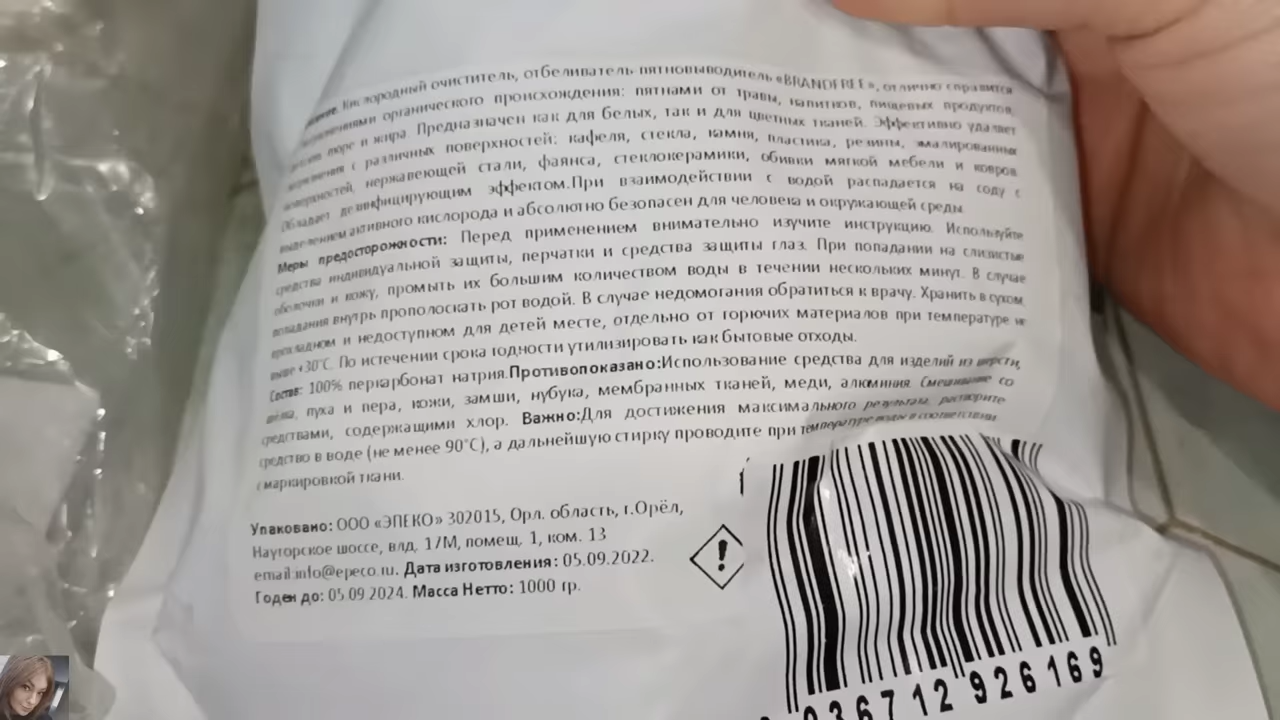 Кислородный очиститель, отбеливатель пятновыводитель «BRANDFREE», отлично справится
органического происхождения: пятнами от травы, напитков, пищевых продуктов,
и жира. Предназначен как для белых, так и для цветных тканей. Эффективно удаляет
с различных поверхностей: кафеля, стекла, камня, пластика, резины, эмалированных
поверхностей, нержавеющей стали, фаянса, стеклокерамики, обивки мягкой мебели и ковров.
Обладает дезинфицирующим эффектом.При взаимодействии с водой распадается на соду с
выделением активного кислорода и абсолютно безопасен для человека и окружающей среды.
Меры предосторожности: Перед применением внимательно изучите инструкцию. Используйте
средства индивидуальной защиты, перчатки и средства защиты глаз. При попадании на слизистые
оболочки и кожу, промыть их большим количеством воды в течении нескольких минут. В случае
попадания внутрь прополоскать рот водой. В случае недомогания обратиться к врачу. Хранить в сухом,
прохладном и недоступном для детей месте, отдельно от горючих материалов при температуре не
выше +30°С. По истечении срока годности утилизировать как бытовые отходы.
Состав: 100% перкарбонат натрия.Противопоказано:Использование средства для изделий из шерсти,
шёлка, пуха и пера, кожи, замши, нубука, мембранных тканей, меди, алюминия. Смешивание со
средствами, содержащими хлор. Важно:Для достижения максимального результата, растворите
средство в воде (не менее 90°С), а дальнейшую стирку проводите при температуре воды в соответствии
с маркировкой ткани.
Упаковано: ООО «ЭПЕКО» 302015, Орл. область, г.Орёл,
Наугорское шоссе, влд. 1/М, помещ. 1, ком. 13
email:info@epeco.ru. Дата изготовления: 05.09.2022.
Годен до: 05.09.2024. Масса Нетто: 1000 гр.
036712 926169